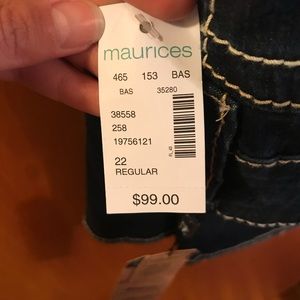 maurices
465 153 BAS
BAS 35280
38558
258
19756121
22
REGULAR
$99.00